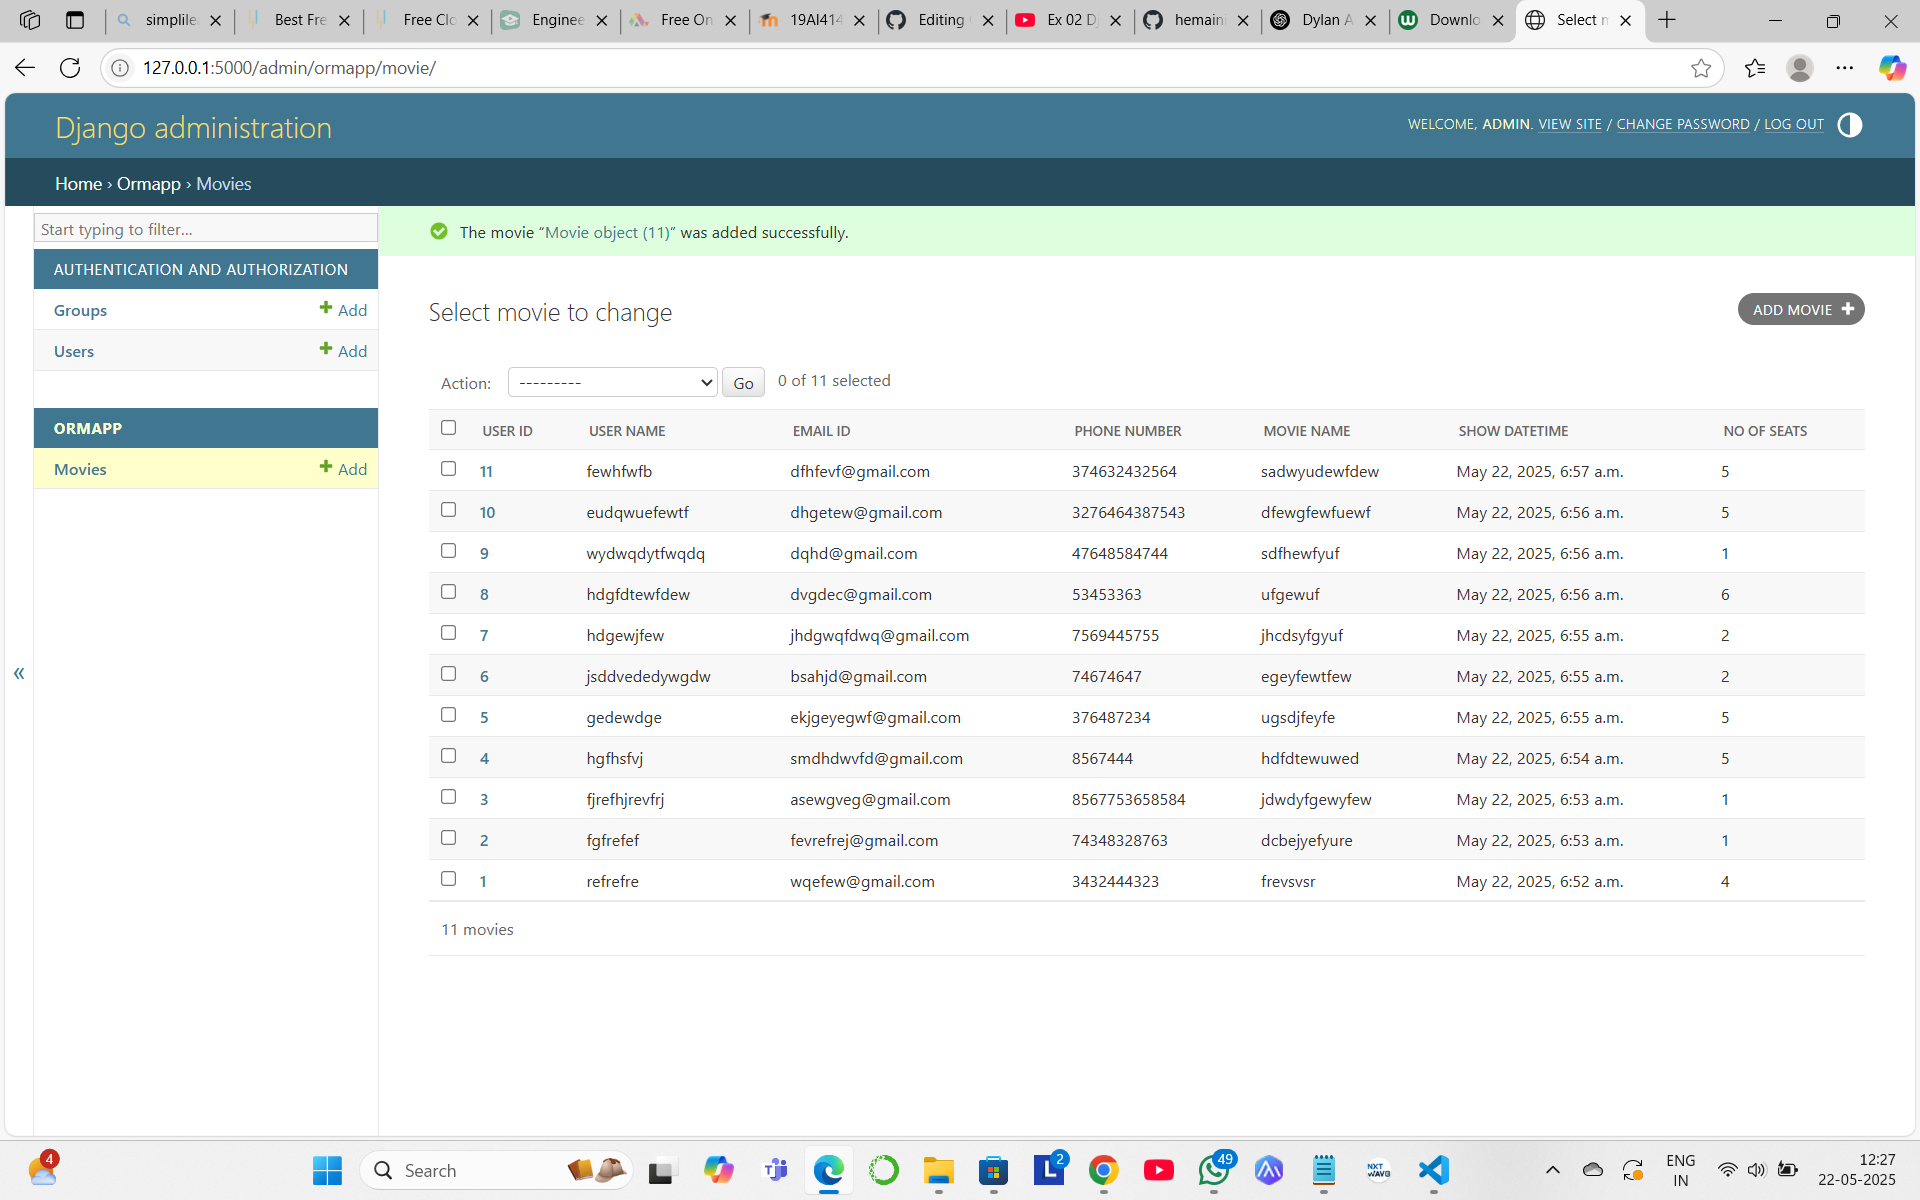 simplile
Best Fre
Free Clo
Enginee
Free On
19AI414
Editing
Ex 02 Dj
hemain
Dylan A
Downlo
Select m
127.0.0.1:5000/admin/ormapp/movie/
Django administration
WELCOME, ADMIN. VIEW SITE / CHANGE PASSWORD / LOG OUT
Home › Ormapp › Movies
Start typing to filter...
The movie “Movie object (11)” was added successfully.
AUTHENTICATION AND AUTHORIZATION
Groups Add
Users Add
ORMAPP
Movies Add
Select movie to change
ADD MOVIE
Action: --------- Go 0 of 11 selected
USER ID USER NAME EMAIL ID PHONE NUMBER MOVIE NAME SHOW DATETIME NO OF SEATS
11 fewhfwfb dfhfevf@gmail.com 374632432564 sadwyudewfdew May 22, 2025, 6:57 a.m. 5
10 eudqwuefewtf dhgetew@gmail.com 3276464387543 dfewgfewfuewf May 22, 2025, 6:56 a.m. 5
9 wydwqdytfwqdq dqhd@gmail.com 47648584744 sdfhewfyuf May 22, 2025, 6:56 a.m. 1
8 hdgfdtewfdew dvgdec@gmail.com 53453363 ufgewuf May 22, 2025, 6:56 a.m. 6
7 hdgewjfew jhdgwqfdwq@gmail.com 7569445755 jhcdsyfgyuf May 22, 2025, 6:55 a.m. 2
6 jsddvededywgdw bsahjd@gmail.com 74674647 egeyfewtfew May 22, 2025, 6:55 a.m. 2
5 gedewdge ekjgeyegwf@gmail.com 376487234 ugsdjfeyfe May 22, 2025, 6:55 a.m. 5
4 hgfhsfvj smdhdwvfd@gmail.com 8567444 hdfdtewuwed May 22, 2025, 6:54 a.m. 5
3 fjrefhjrevfrj asewgveg@gmail.com 8567753658584 jdwdyfgewyfew May 22, 2025, 6:53 a.m. 1
2 fgfrefef fevrefrej@gmail.com 74348328763 dcbejyefyure May 22, 2025, 6:53 a.m. 1
1 refrefre wqefew@gmail.com 3432444323 frevsvsr May 22, 2025, 6:52 a.m. 4
11 movies
«
4
Search
2
49
NXT
WAVE
ENG
IN
12:27
22-05-2025